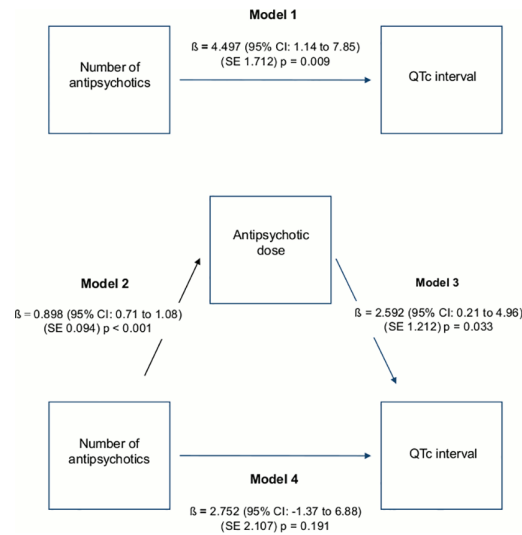 Model 1
ß = 4.497 (95% CI: 1.14 to 7.85)
(SE 1.712) p = 0.009
Number of
antipsychotics
QTc interval
Antipsychotic
dose
Model 2
ß = 0.898 (95% CI: 0.71 to 1.08)
(SE 0.094) p < 0.001
Model 3
ß = 2.592 (95% CI: 0.21 to 4.96)
(SE 1.212) p = 0.033
Number of
antipsychotics
QTc interval
Model 4
ß = 2.752 (95% CI: -1.37 to 6.88)
(SE 2.107) p = 0.191